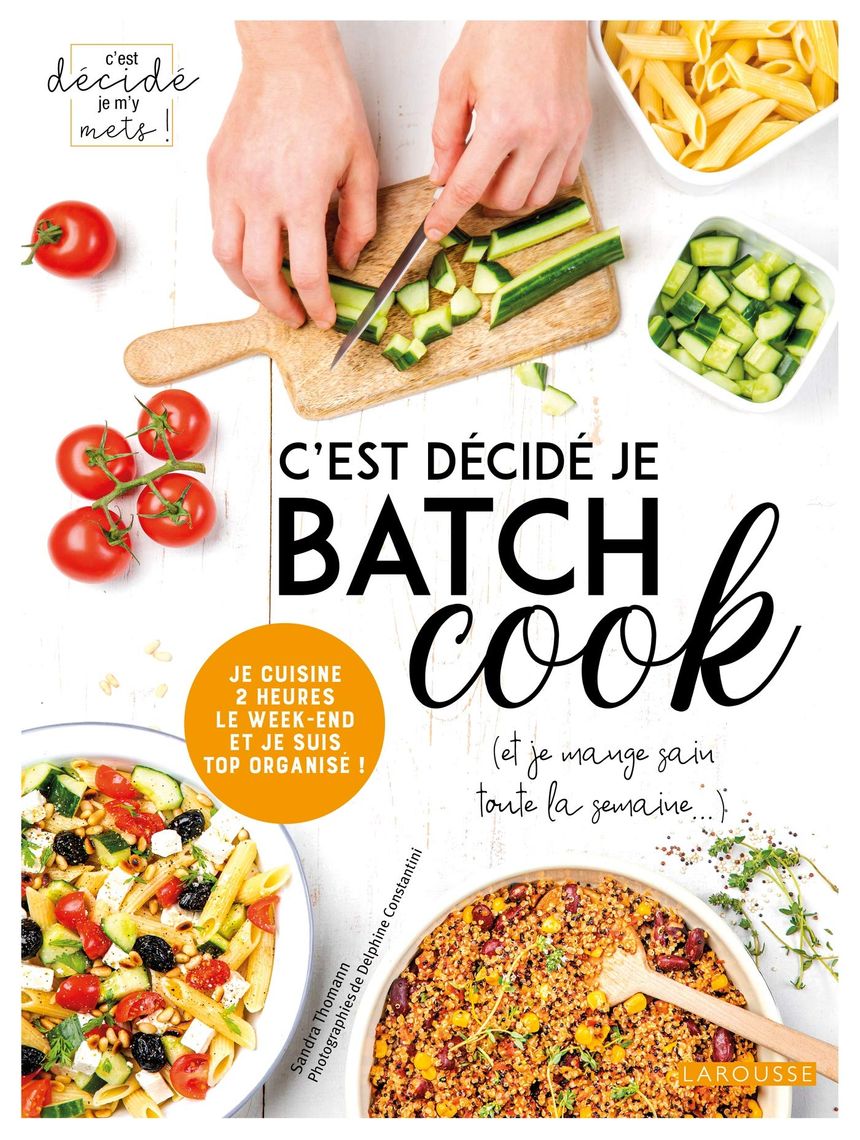 c'est
décidé
je m'y
mets !
C'EST DÉCIDÉ JE
BATCH
cook
JE CUISINE
2 HEURES
LE WEEK-END
ET JE SUIS
TOP ORGANISÉ !
(et je mange sain
toute la semaine...)
Sandra Thomann
Photographies de Delphine Constantini
LAROUSSE